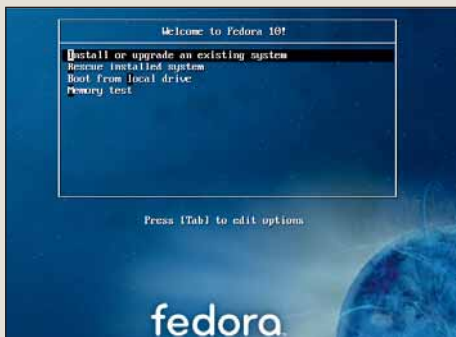 Welcome to Fedora 10!
Install or upgrade an existing system
Rescue installed system
Boot from local drive
Memory test
Press [Tab] to edit options
fedora